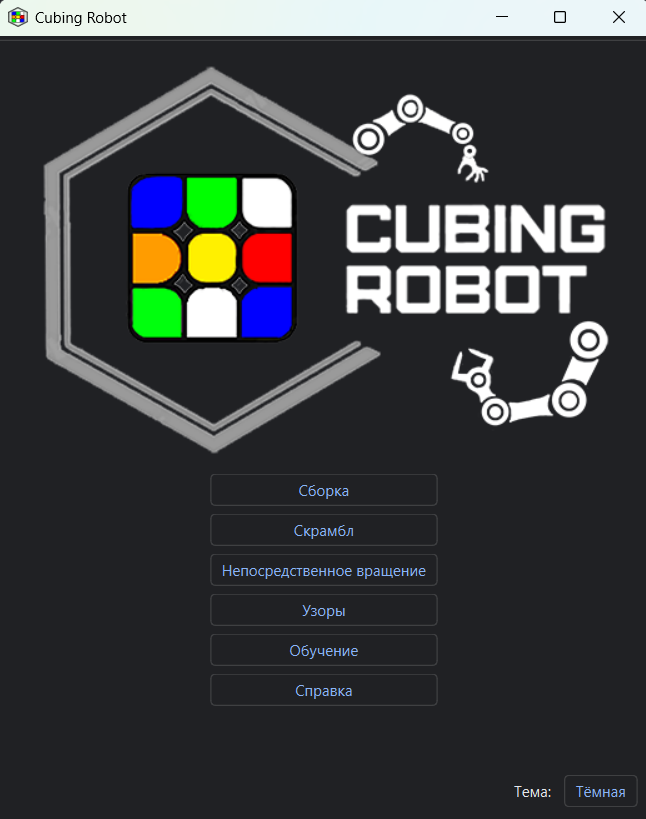 Cubing Robot
CUBING
ROBOT
Сборка
Скрамбл
Непосредственное вращение
Узоры
Обучение
Справка
Тема: Тёмная